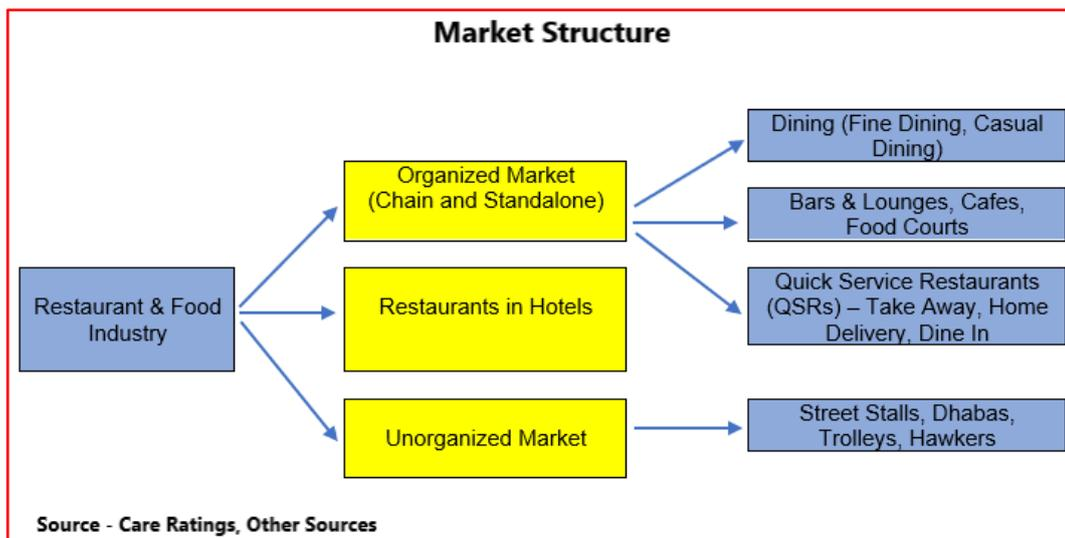 Market Structure
Restaurant & Food
Industry
Organized Market
(Chain and Standalone)
Restaurants in Hotels
Unorganized Market
Dining (Fine Dining, Casual
Dining)
Bars & Lounges, Cafes,
Food Courts
Quick Service Restaurants
(QSRs) – Take Away, Home
Delivery, Dine In
Street Stalls, Dhabas,
Trolleys, Hawkers
Source - Care Ratings, Other Sources